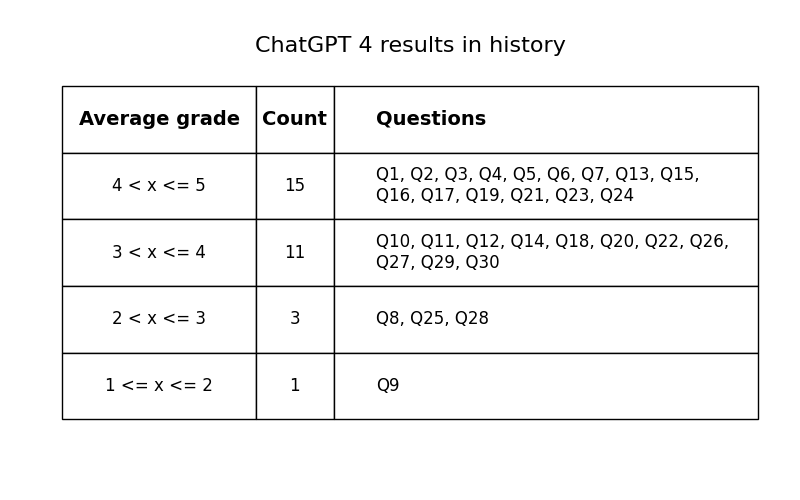 ChatGPT 4 results in history
Average grade Count Questions
4 < x <= 5 15 Q1, Q2, Q3, Q4, Q5, Q6, Q7, Q13, Q15,
Q16, Q17, Q19, Q21, Q23, Q24
3 < x <= 4 11 Q10, Q11, Q12, Q14, Q18, Q20, Q22, Q26,
Q27, Q29, Q30
2 < x <= 3 3 Q8, Q25, Q28
1 <= x <= 2 1 Q9